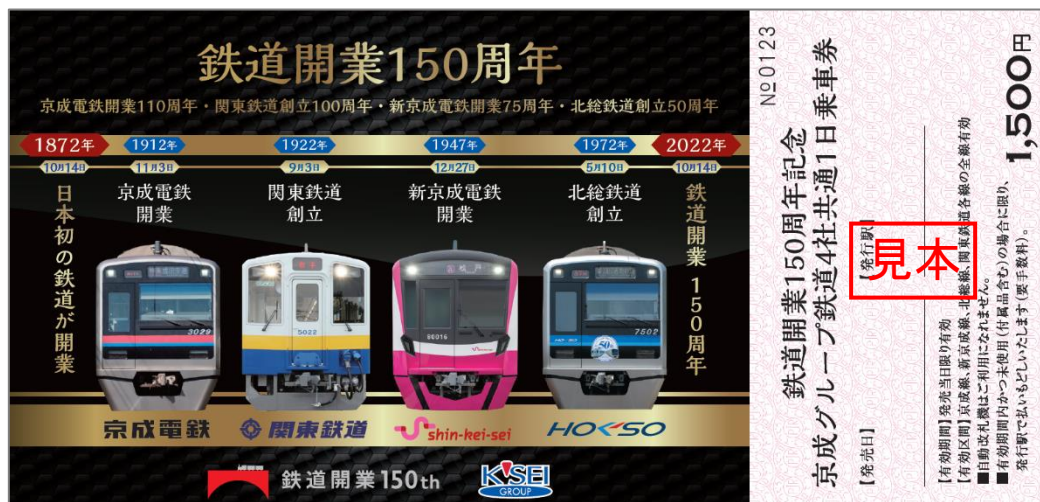 鉄道開業150周年
京成電鉄開業110周年・関東鉄道創立100周年・新京成電鉄開業75周年・北総鉄道創立50周年
1872年
10月14日
日本初の鉄道が開業
1912年
11月3日
京成電鉄
開業
1922年
9月3日
関東鉄道
創立
1947年
12月27日
新京成電鉄
開業
1972年
5月10日
北総鉄道
創立
2022年
10月14日
鉄道開業150周年
3029
5022
80016
7502
京成電鉄
関東鉄道
shin-kei-sei
HOKSO
鉄道開業150th
K'SEI
GROUP
№0123
鉄道開業150周年記念
京成グループ鉄道4社共通1日乗車券
【発売日】
【発行駅】
見本
【有効期間】発売当日限り有効
【有効区間】京成線、新京成線、北総線、関東鉄道各線の全線有効
■自動改札機はご利用になれません。
■有効期間内かつ未使用(付属品含む)の場合に限り、
発行駅で払いもどしいたします(要手数料)。
1,500円